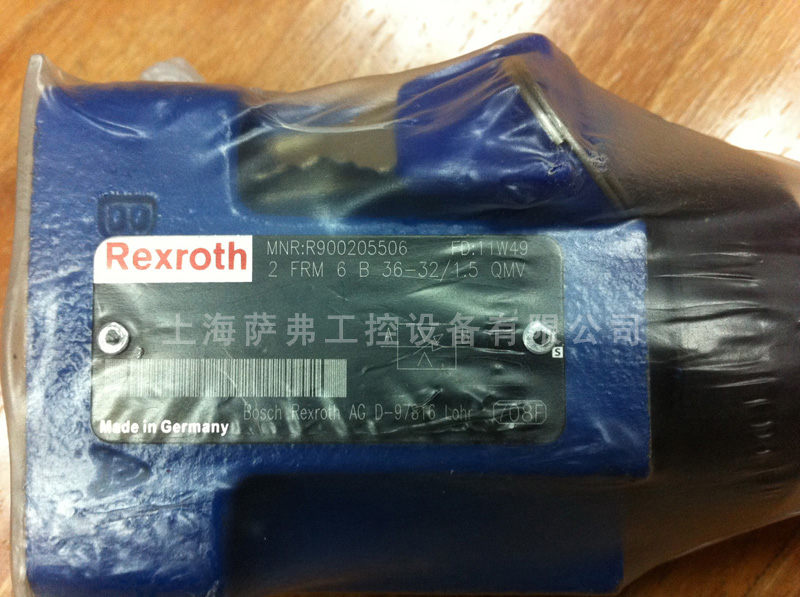 Rexroth
MNR:R900205506 FD:11W49
2 FRM 6 B 36-32/1.5 QMV
上海萨弗工控设备有限公司
A
S
Bosch Rexroth AG D-97816 Lohr 708F
Made in Germany